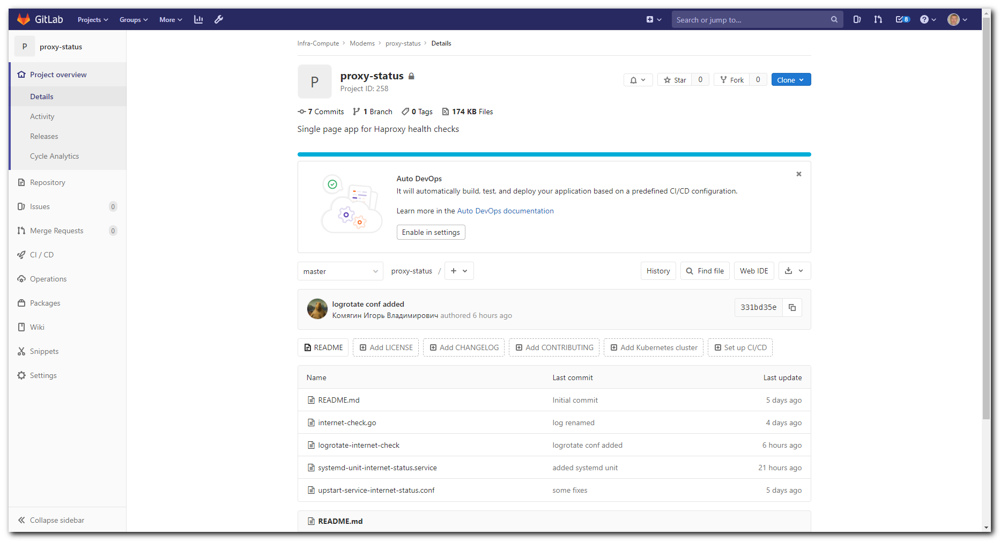 GitLab Projects Groups More Search or jump to... 8
P proxy-status
Project overview
Details
Activity
Releases
Cycle Analytics
Repository
Issues 0
Merge Requests 0
CI / CD
Operations
Packages
Wiki
Snippets
Settings
Collapse sidebar
Infra-Compute > Modems > proxy-status > Details
P
proxy-status
Project ID: 258
Star 0 Fork 0 Clone
7 Commits 1 Branch 0 Tags 174 KB Files
Single page app for Haproxy health checks
Auto DevOps
It will automatically build, test, and deploy your application based on a predefined CI/CD configuration.
Learn more in the Auto DevOps documentation
Enable in settings
master proxy-status / + History Find file Web IDE
logrotate conf added
Комягин Игорь Владимирович authored 6 hours ago
331bd35e
README Add LICENSE Add CHANGELOG Add CONTRIBUTING Add Kubernetes cluster Set up CI/CD
Name Last commit Last update
README.md Initial commit 5 days ago
internet-check.go log renamed 4 days ago
logrotate-internet-check logrotate conf added 6 hours ago
systemd-unit-internet-status.service added systemd unit 21 hours ago
upstart-service-internet-status.conf some fixes 5 days ago
README.md